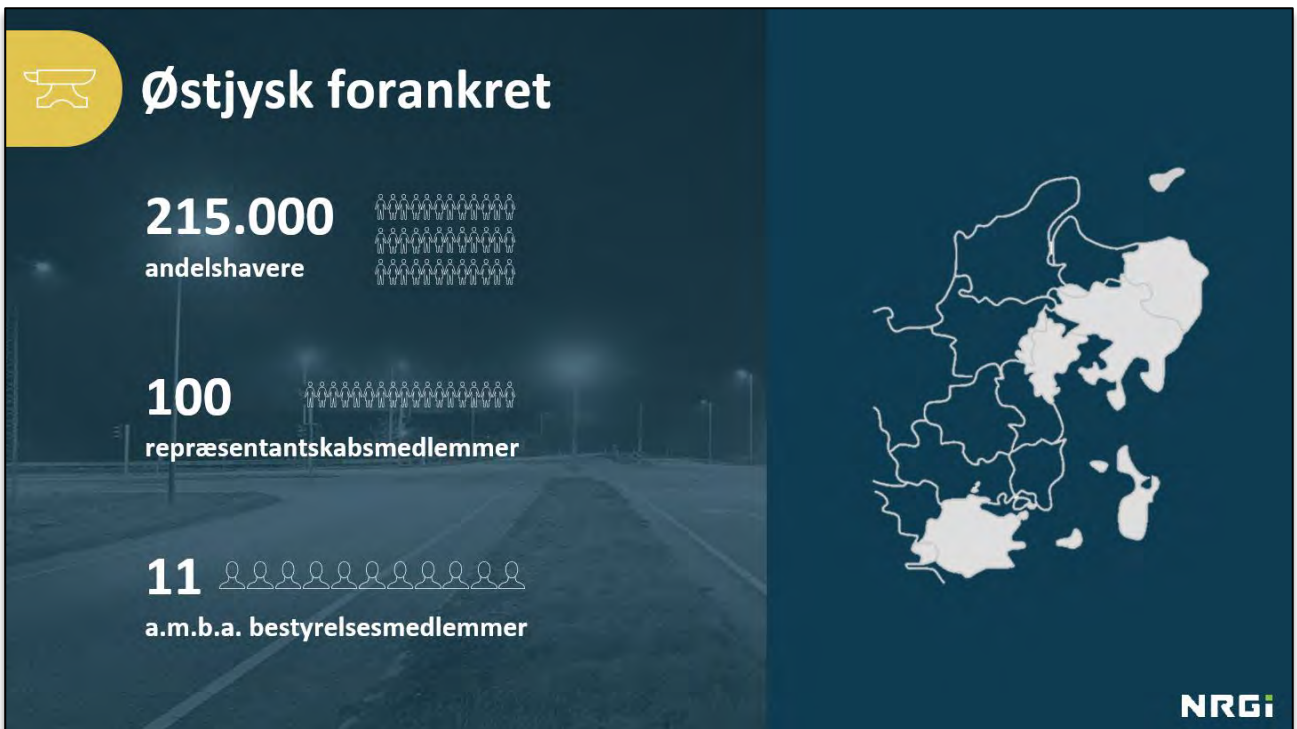 Østjysk forankret
215.000
andelshavere
100
repræsentantskabsmedlemmer
11
a.m.b.a. bestyrelsesmedlemmer
NRGi